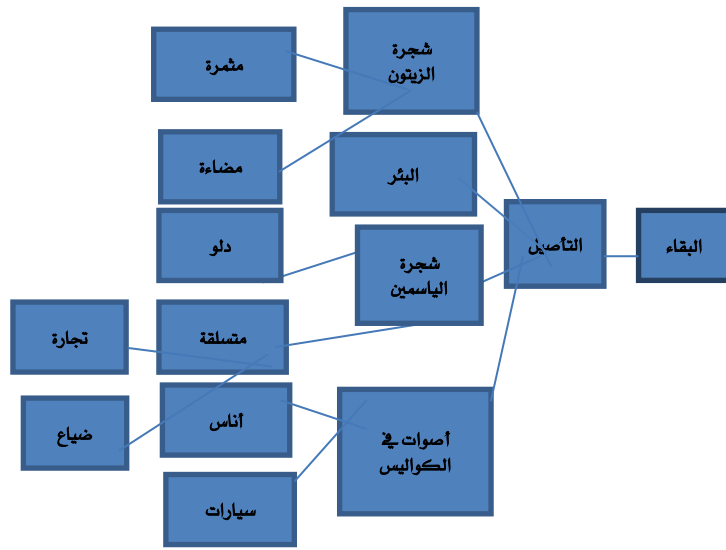 البقاء
التأصيل
شجرة
الزيتون
مثمرة
مضاءة
البئر
شجرة
الياسمين
دلو
متسلقة
تجارة
ضياع
أصوات في
الكواليس
أناس
سيارات